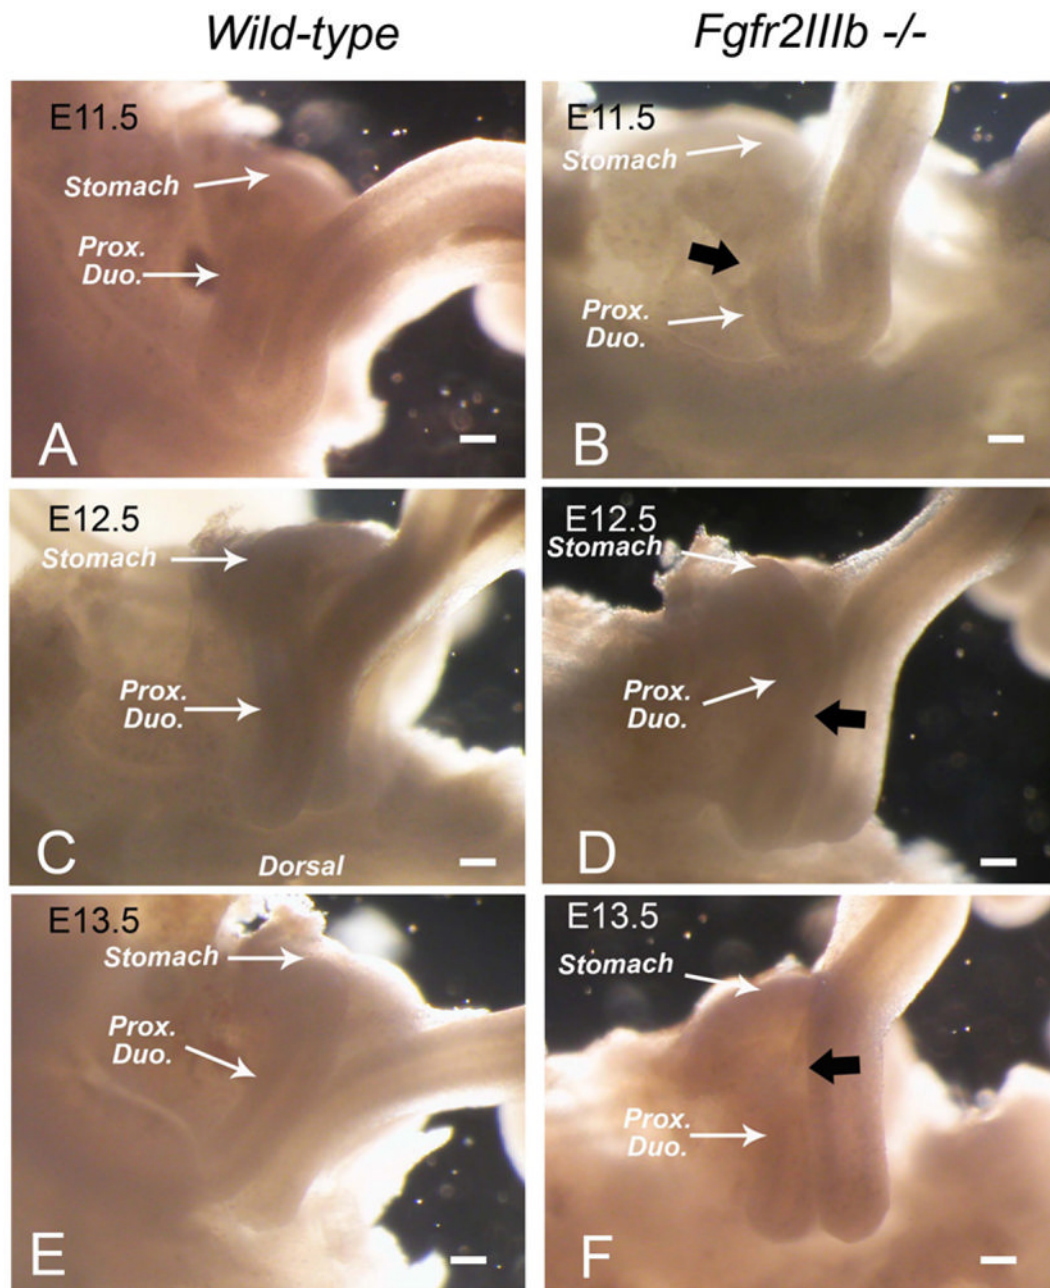 Wild-type
Fgfr2IIIb -/-
E11.5
Stomach
Prox.
Duo.
A
E11.5
Stomach
Prox.
Duo.
B
E12.5
Stomach
Prox.
Duo.
C
Dorsal
E12.5
Stomach
Prox.
Duo.
D
E13.5
Stomach
Prox.
Duo.
E
E13.5
Stomach
Prox.
Duo.
F